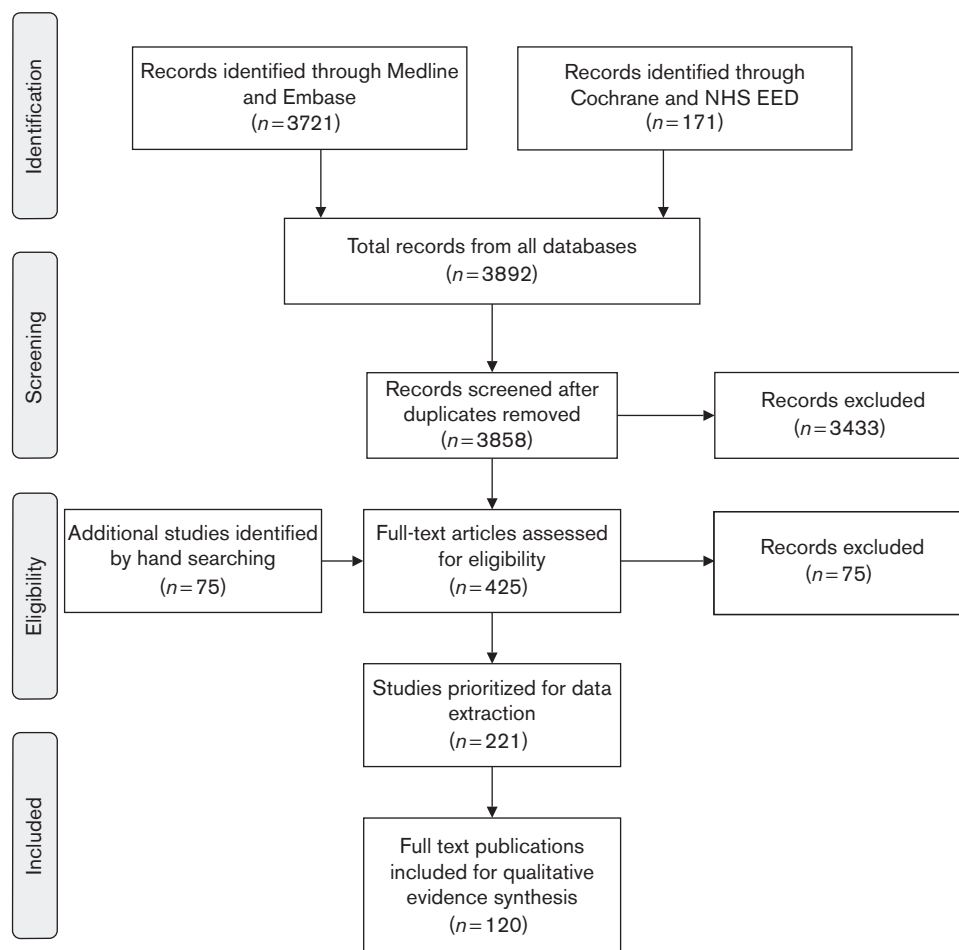 Identification
Records identified through Medline
and Embase
(n=3721)
Records identified through
Cochrane and NHS EED
(n=171)
Total records from all databases
(n=3892)
Screening
Records screened after
duplicates removed
(n=3858)
Records excluded
(n=3433)
Eligibility
Additional studies identified
by hand searching
(n=75)
Full-text articles assessed
for eligibility
(n=425)
Records excluded
(n=75)
Studies prioritized for data
extraction
(n=221)
Included
Full text publications
included for qualitative
evidence synthesis
(n=120)